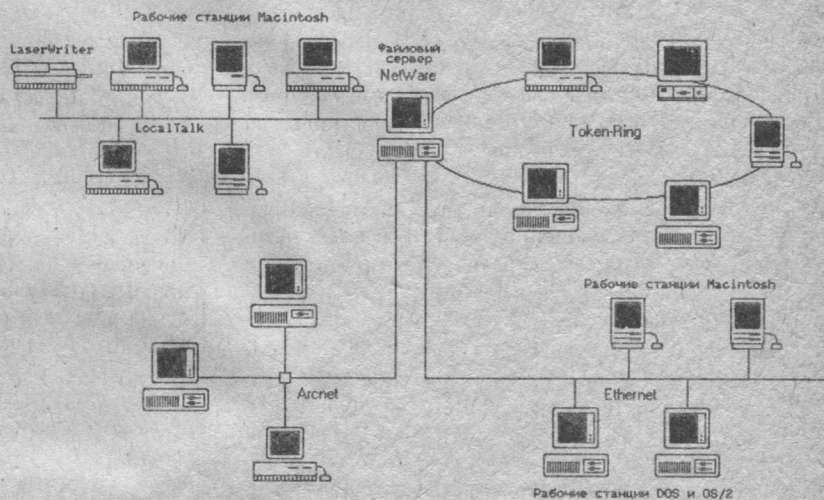 Рабочие станции Macintosh
LaserWriter
Файловый
сервер
NetWare
LocalTalk
Token-Ring
Рабочие станции Macintosh
Arcnet
Ethernet
Рабочие станции DOS и OS/2